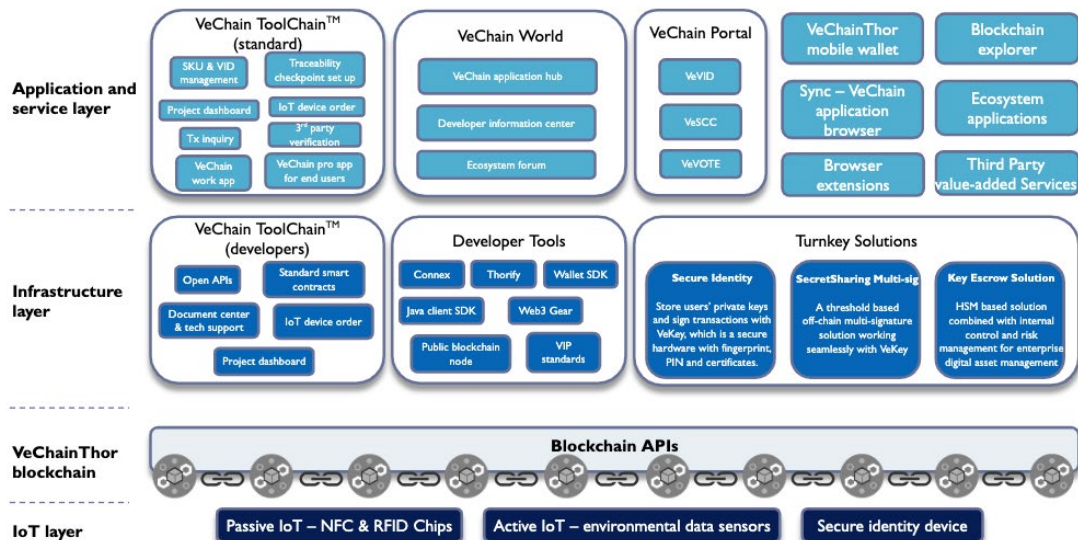 VeChain ToolChain™
(standard)
SKU & VID
management
Traceability
checkpoint set up
Project dashboard
IoT device order
Tx inquiry
3rd party
verification
VeChain
work app
VeChain pro app
for end users
VeChain World
VeChain application hub
Developer information center
Ecosystem forum
VeChain Portal
VeVID
VeSCC
VeVOTE
VeChainThor
mobile wallet
Blockchain
explorer
Sync – VeChain
application
browser
Ecosystem
applications
Browser
extensions
Third Party
value-added Services
Application and
service layer
VeChain ToolChain™
(developers)
Open APIs
Standard smart
contracts
Document center
& tech support
IoT device order
Project dashboard
Developer Tools
Connex
Thorify
Wallet SDK
Java client SDK
Web3 Gear
Public blockchain
node
VIP
standards
Turnkey Solutions
Secure Identity
Store users' private keys
and sign transactions with
VeKey, which is a secure
hardware with fingerprint,
PIN and certificates.
SecretSharing Multi-sig
A threshold based
off-chain multi-signature
solution working
seamlessly with VeKey
Key Escrow Solution
HSM based solution
combined with internal
control and risk
management for enterprise
digital asset management
Infrastructure
layer
VeChainThor
blockchain
Blockchain APIs
IoT layer
Passive IoT – NFC & RFID Chips
Active IoT – environmental data sensors
Secure identity device